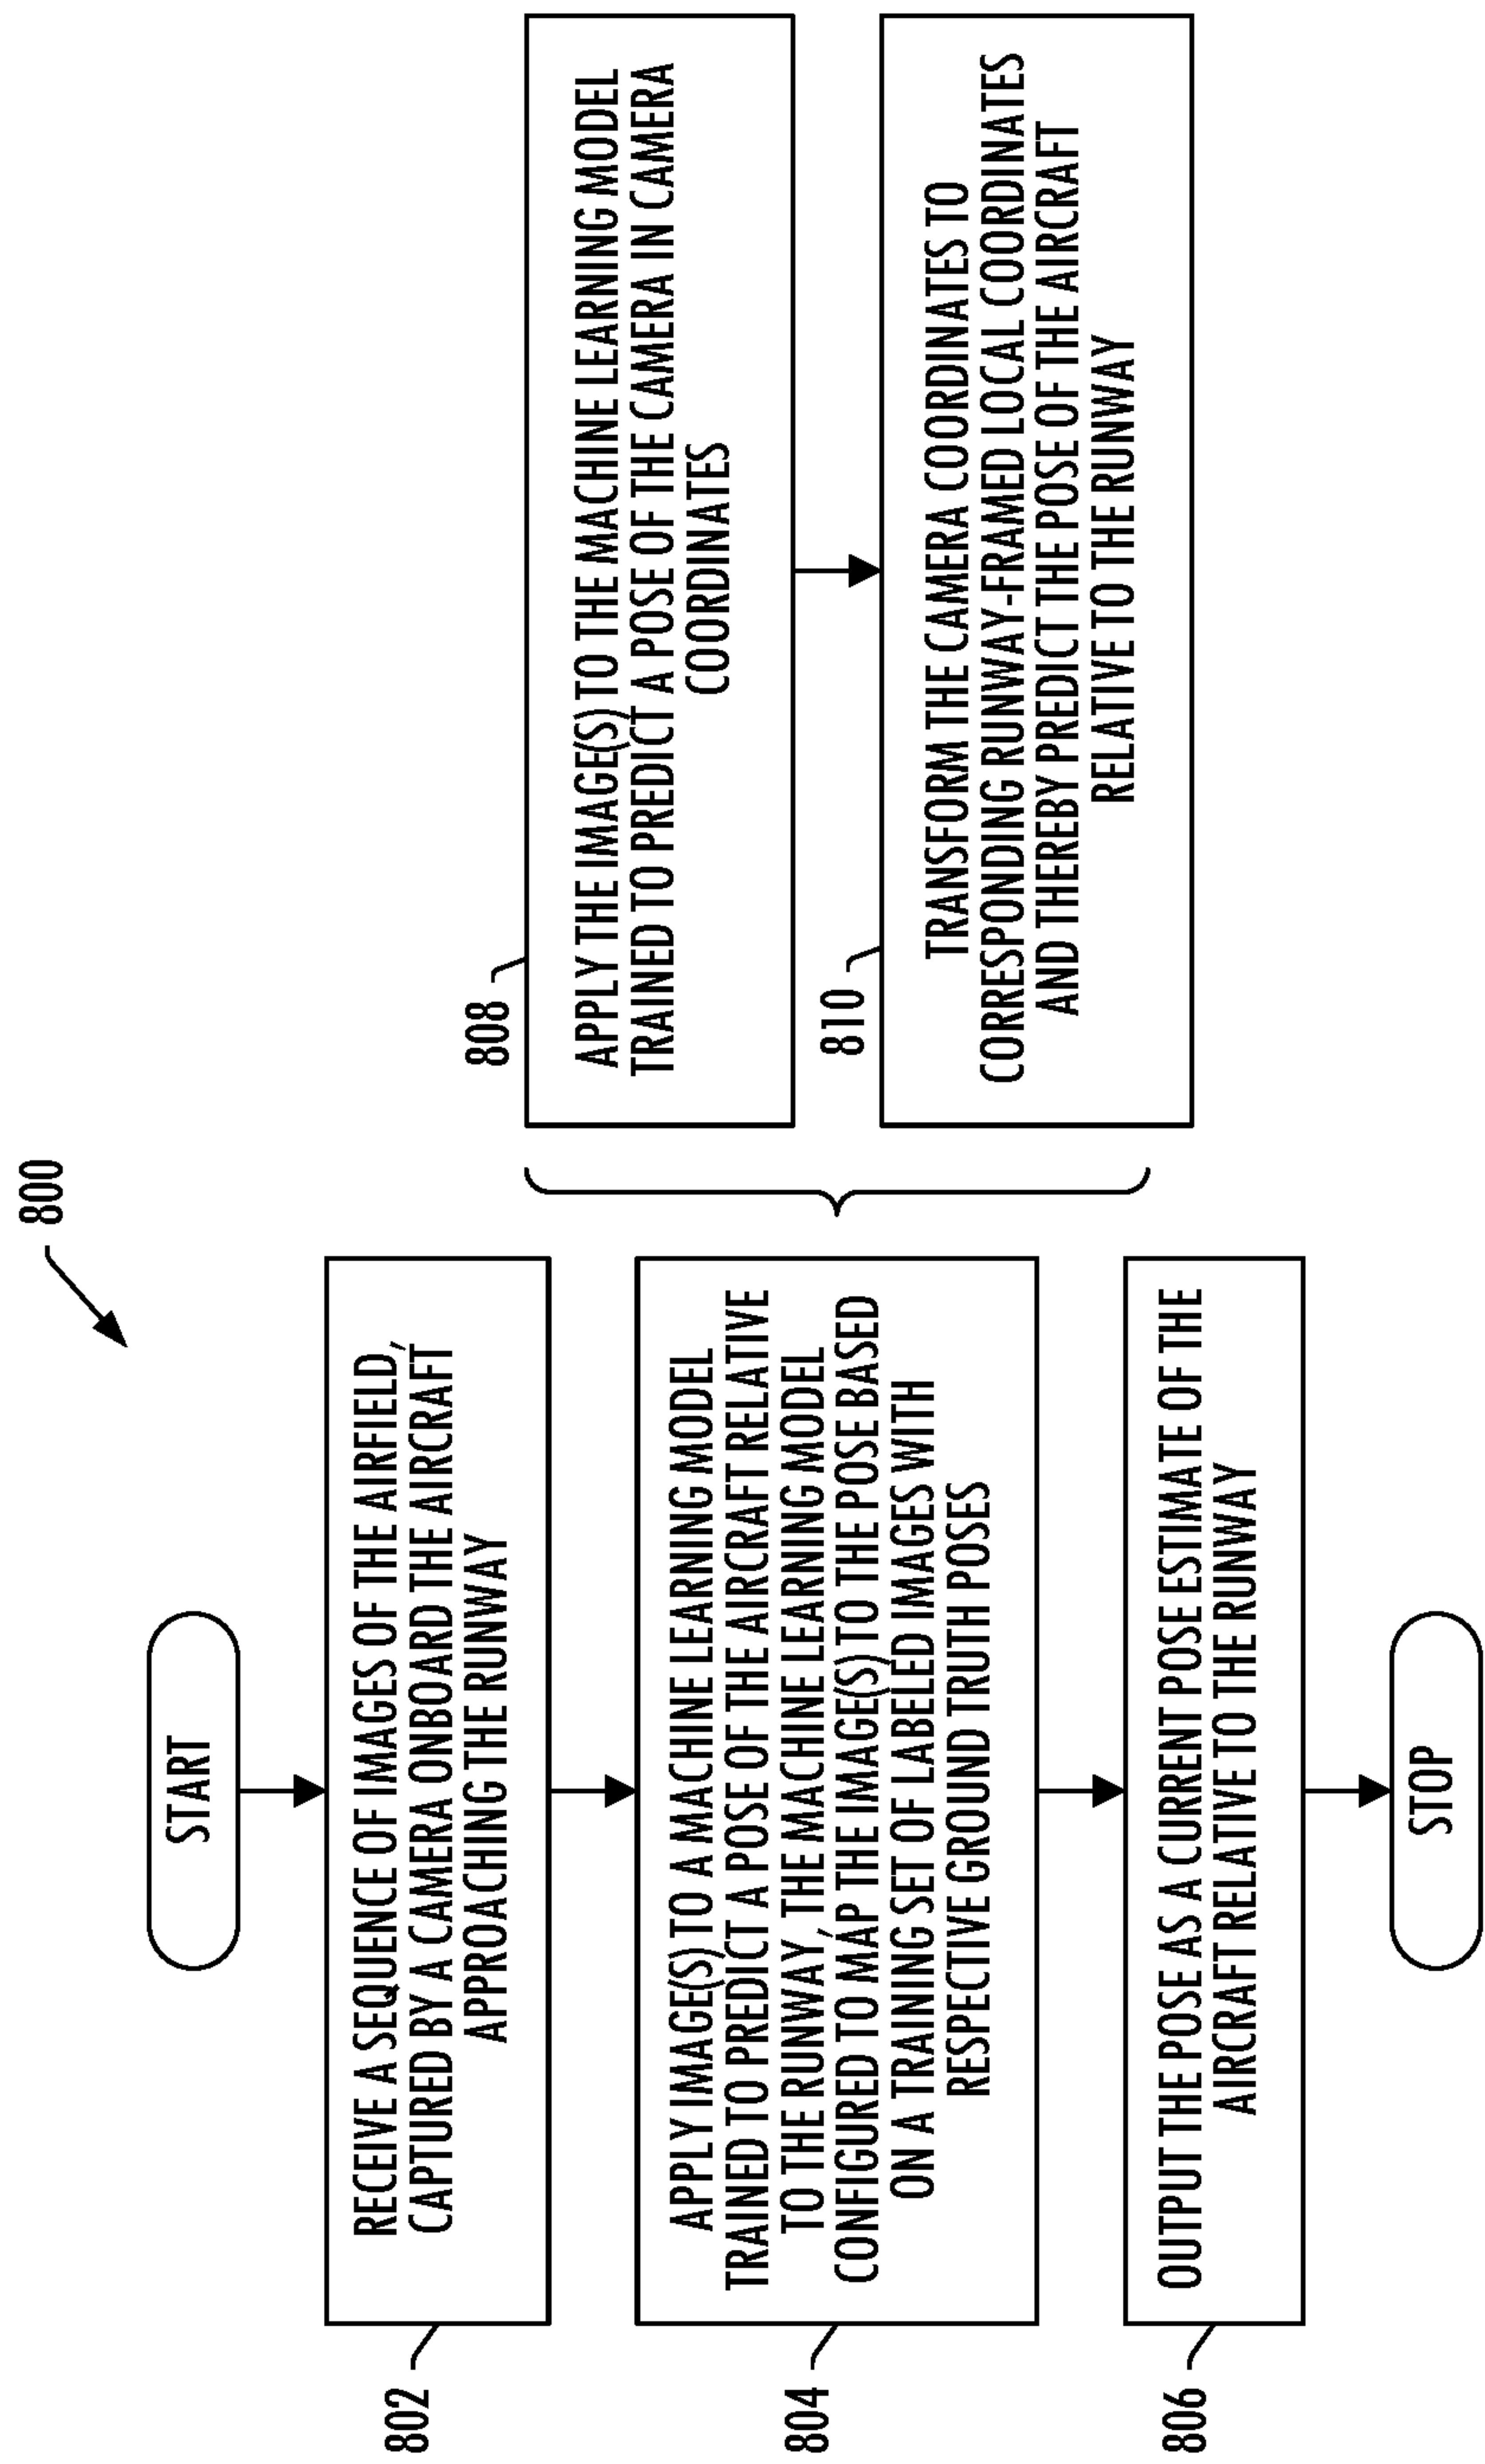 800
START
802
RECEIVE A SEQUENCE OF IMAGES OF THE AIRFIELD,
CAPTURED BY A CAMERA ONBOARD THE AIRCRAFT
APPROACHING THE RUNWAY
804
APPLY IMAGE(S) TO A MACHINE LEARNING MODEL
TRAINED TO PREDICT A POSE OF THE AIRCRAFT RELATIVE
TO THE RUNWAY, THE MACHINE LEARNING MODEL
CONFIGURED TO MAP THE IMAGE(S) TO THE POSE BASED
ON A TRAINING SET OF LABELED IMAGES WITH
RESPECTIVE GROUND TRUTH POSES
806
OUTPUT THE POSE AS A CURRENT POSE ESTIMATE OF THE
AIRCRAFT RELATIVE TO THE RUNWAY
STOP
808
APPLY THE IMAGE(S) TO THE MACHINE LEARNING MODEL
TRAINED TO PREDICT A POSE OF THE CAMERA IN CAMERA
COORDINATES
810
TRANSFORM THE CAMERA COORDINATES TO
CORRESPONDING RUNWAY-FRAMED LOCAL COORDINATES
AND THEREBY PREDICT THE POSE OF THE AIRCRAFT
RELATIVE TO THE RUNWAY